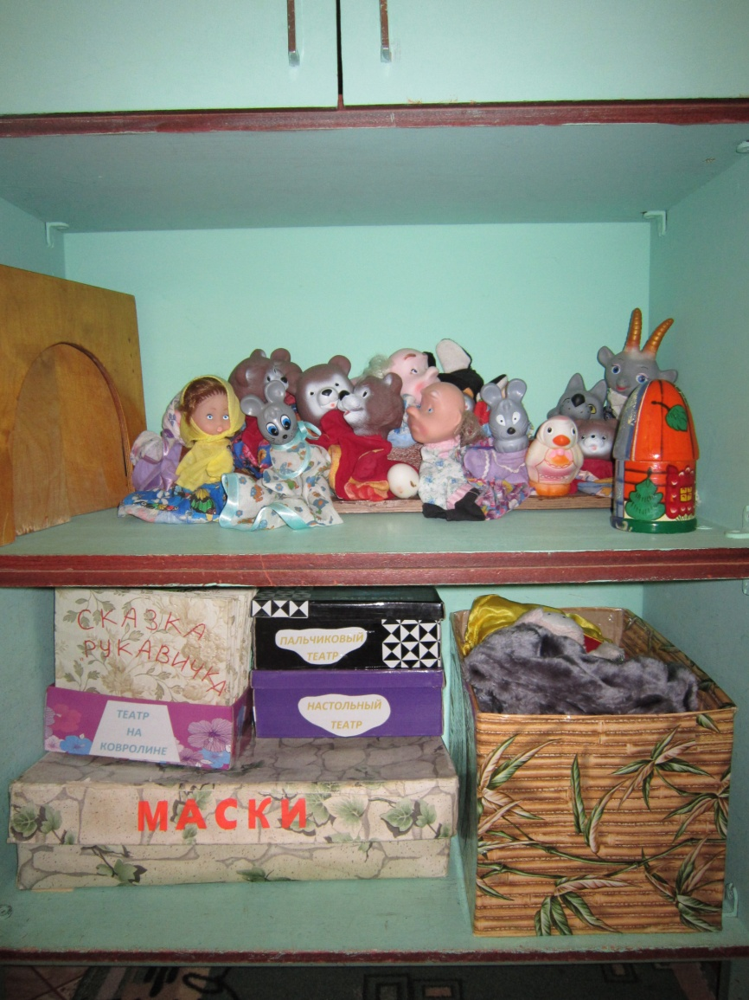 СКАЗКА
РУКАВИЧКА
ТЕАТР
НА
КОВРОЛИНЕ
ПАЛЬЧИКОВЫЙ
ТЕАТР
НАСТОЛЬНЫЙ
ТЕАТР
МАСКИ